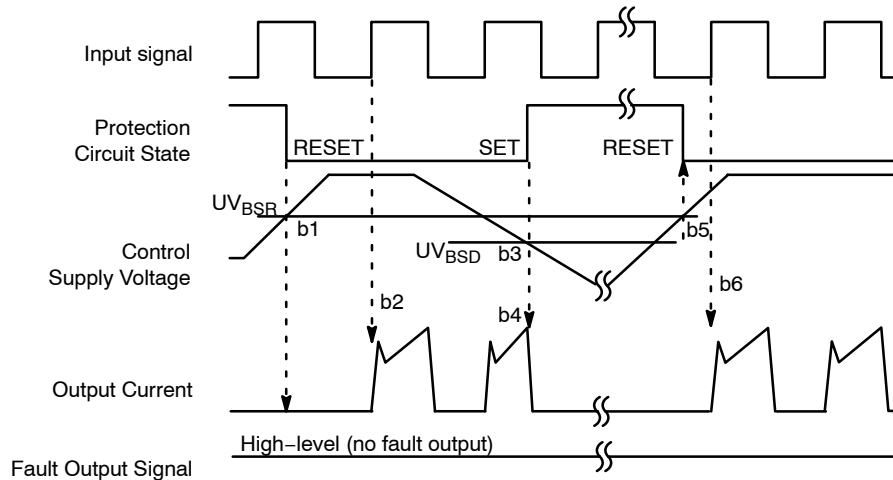 Input signal
Protection
Circuit State
RESET
SET
RESET
UVBSR
b1
Control
Supply Voltage
UVBSD
b3
b5
b2
b4
b6
Output Current
High−level (no fault output)
Fault Output Signal